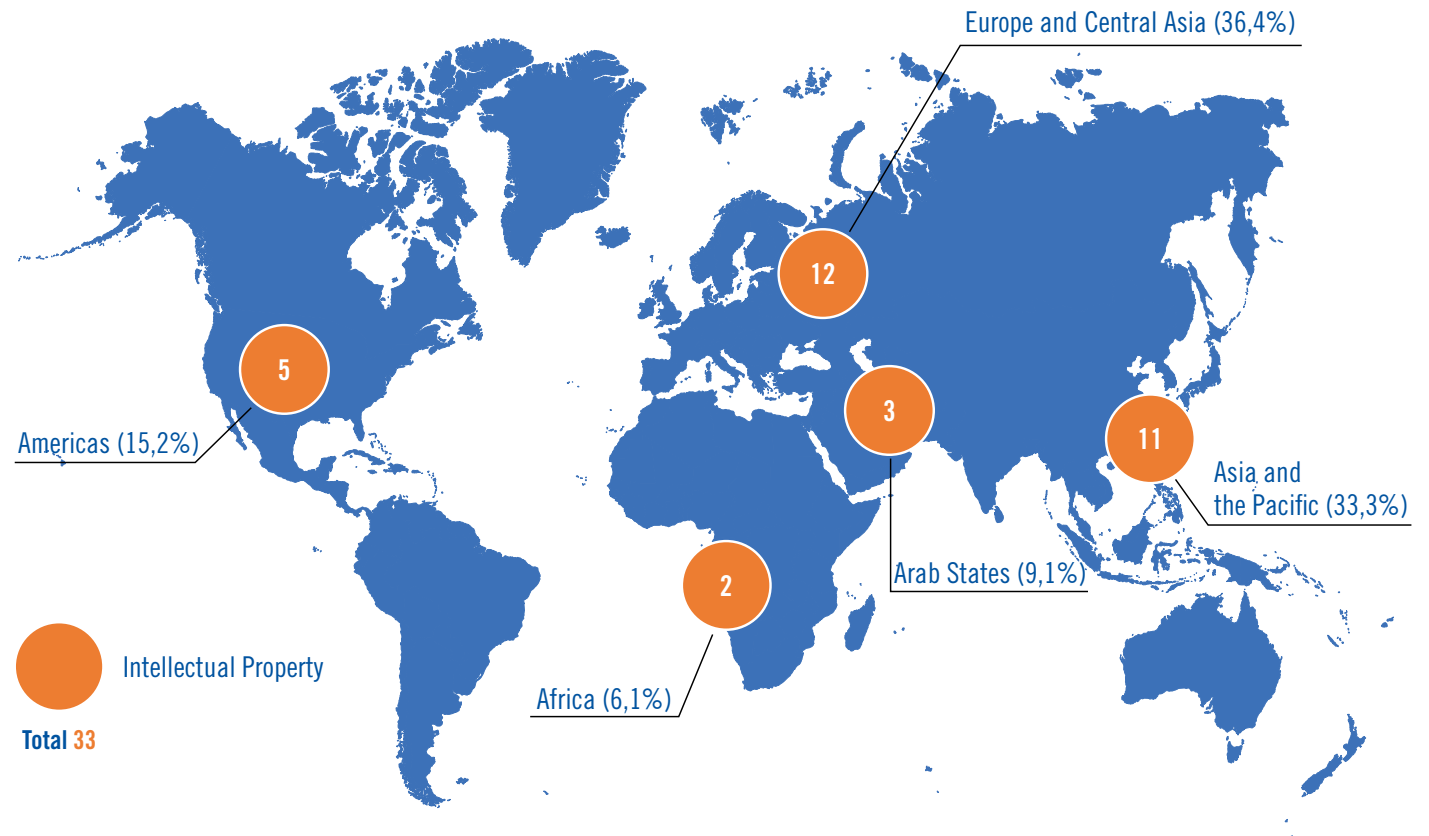 Europe and Central Asia (36,4%)
12
5
Americas (15,2%)
3
11
Asia and
the Pacific (33,3%)
Arab States (9,1%)
2
Africa (6,1%)
Intellectual Property
Total 33